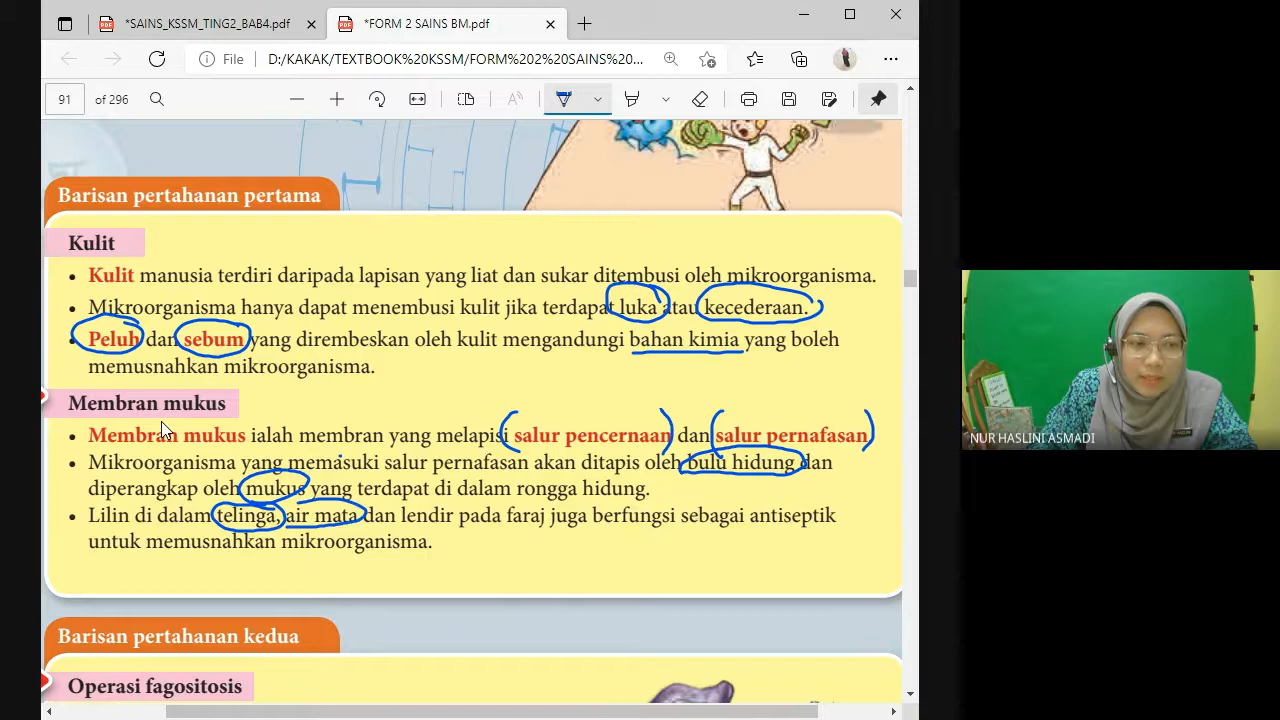 *SAINS_KSSM_TING2_BAB4.pdf
*FORM 2 SAINS BM.pdf
File
D:/KAKAK/TEXTBOOK%20KSSM/FORM%202%20SAINS%20...
91 of 296
Barisan pertahanan pertama
Kulit
• Kulit manusia terdiri daripada lapisan yang liat dan sukar ditembusi oleh mikroorganisma.
• Mikroorganisma hanya dapat menembusi kulit jika terdapat luka atau kecederaan.
• Peluh dan sebum yang dirembeskan oleh kulit mengandungi bahan kimia yang boleh
memusnahkan mikroorganisma.
Membran mukus
• Membran mukus ialah membran yang melapisi salur pencernaan dan salur pernafasan
• Mikroorganisma yang memasuki salur pernafasan akan ditapis oleh bulu hidung dan
diperangkap oleh mukus yang terdapat di dalam rongga hidung.
• Lilin di dalam telinga, air mata dan lendir pada faraj juga berfungsi sebagai antiseptik
untuk memusnahkan mikroorganisma.
Barisan pertahanan kedua
Operasi fagositosis
NUR HASLINI ASMADI